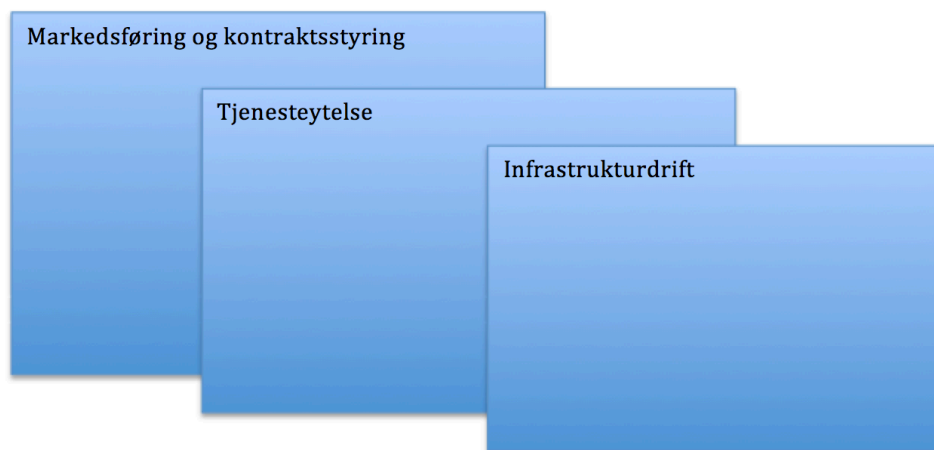 Markedsføring og kontraktsstyring
Tjenesteytelse
Infrastrukturdrift